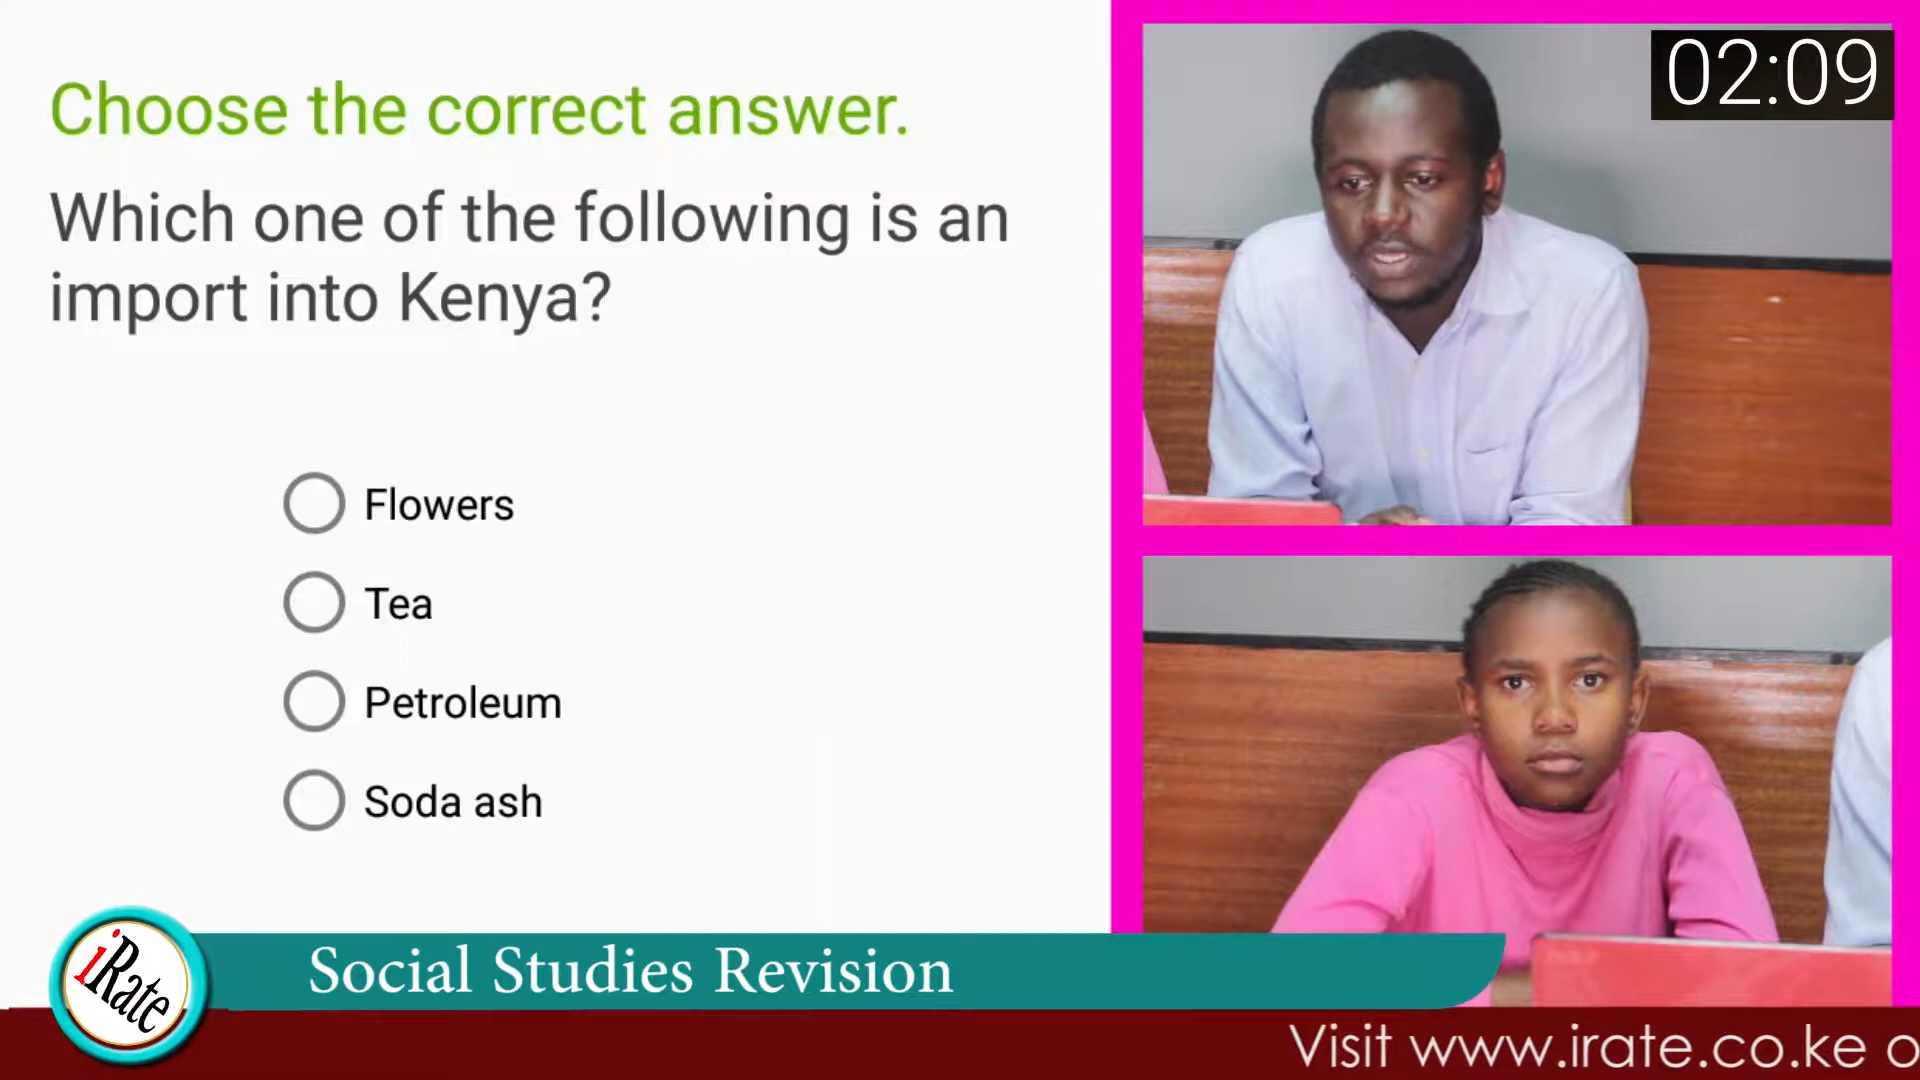 Choose the correct answer.
Which one of the following is an
import into Kenya?
Flowers
Tea
Petroleum
Soda ash
02:09
iRate
Social Studies Revision
Visit www.irate.co.ke o